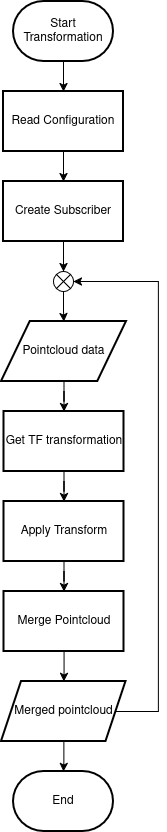 Start
Transformation
Read Configuration
Create Subscriber
Pointcloud data
Get TF transformation
Apply Transform
Merge Pointcloud
Merged pointcloud
End